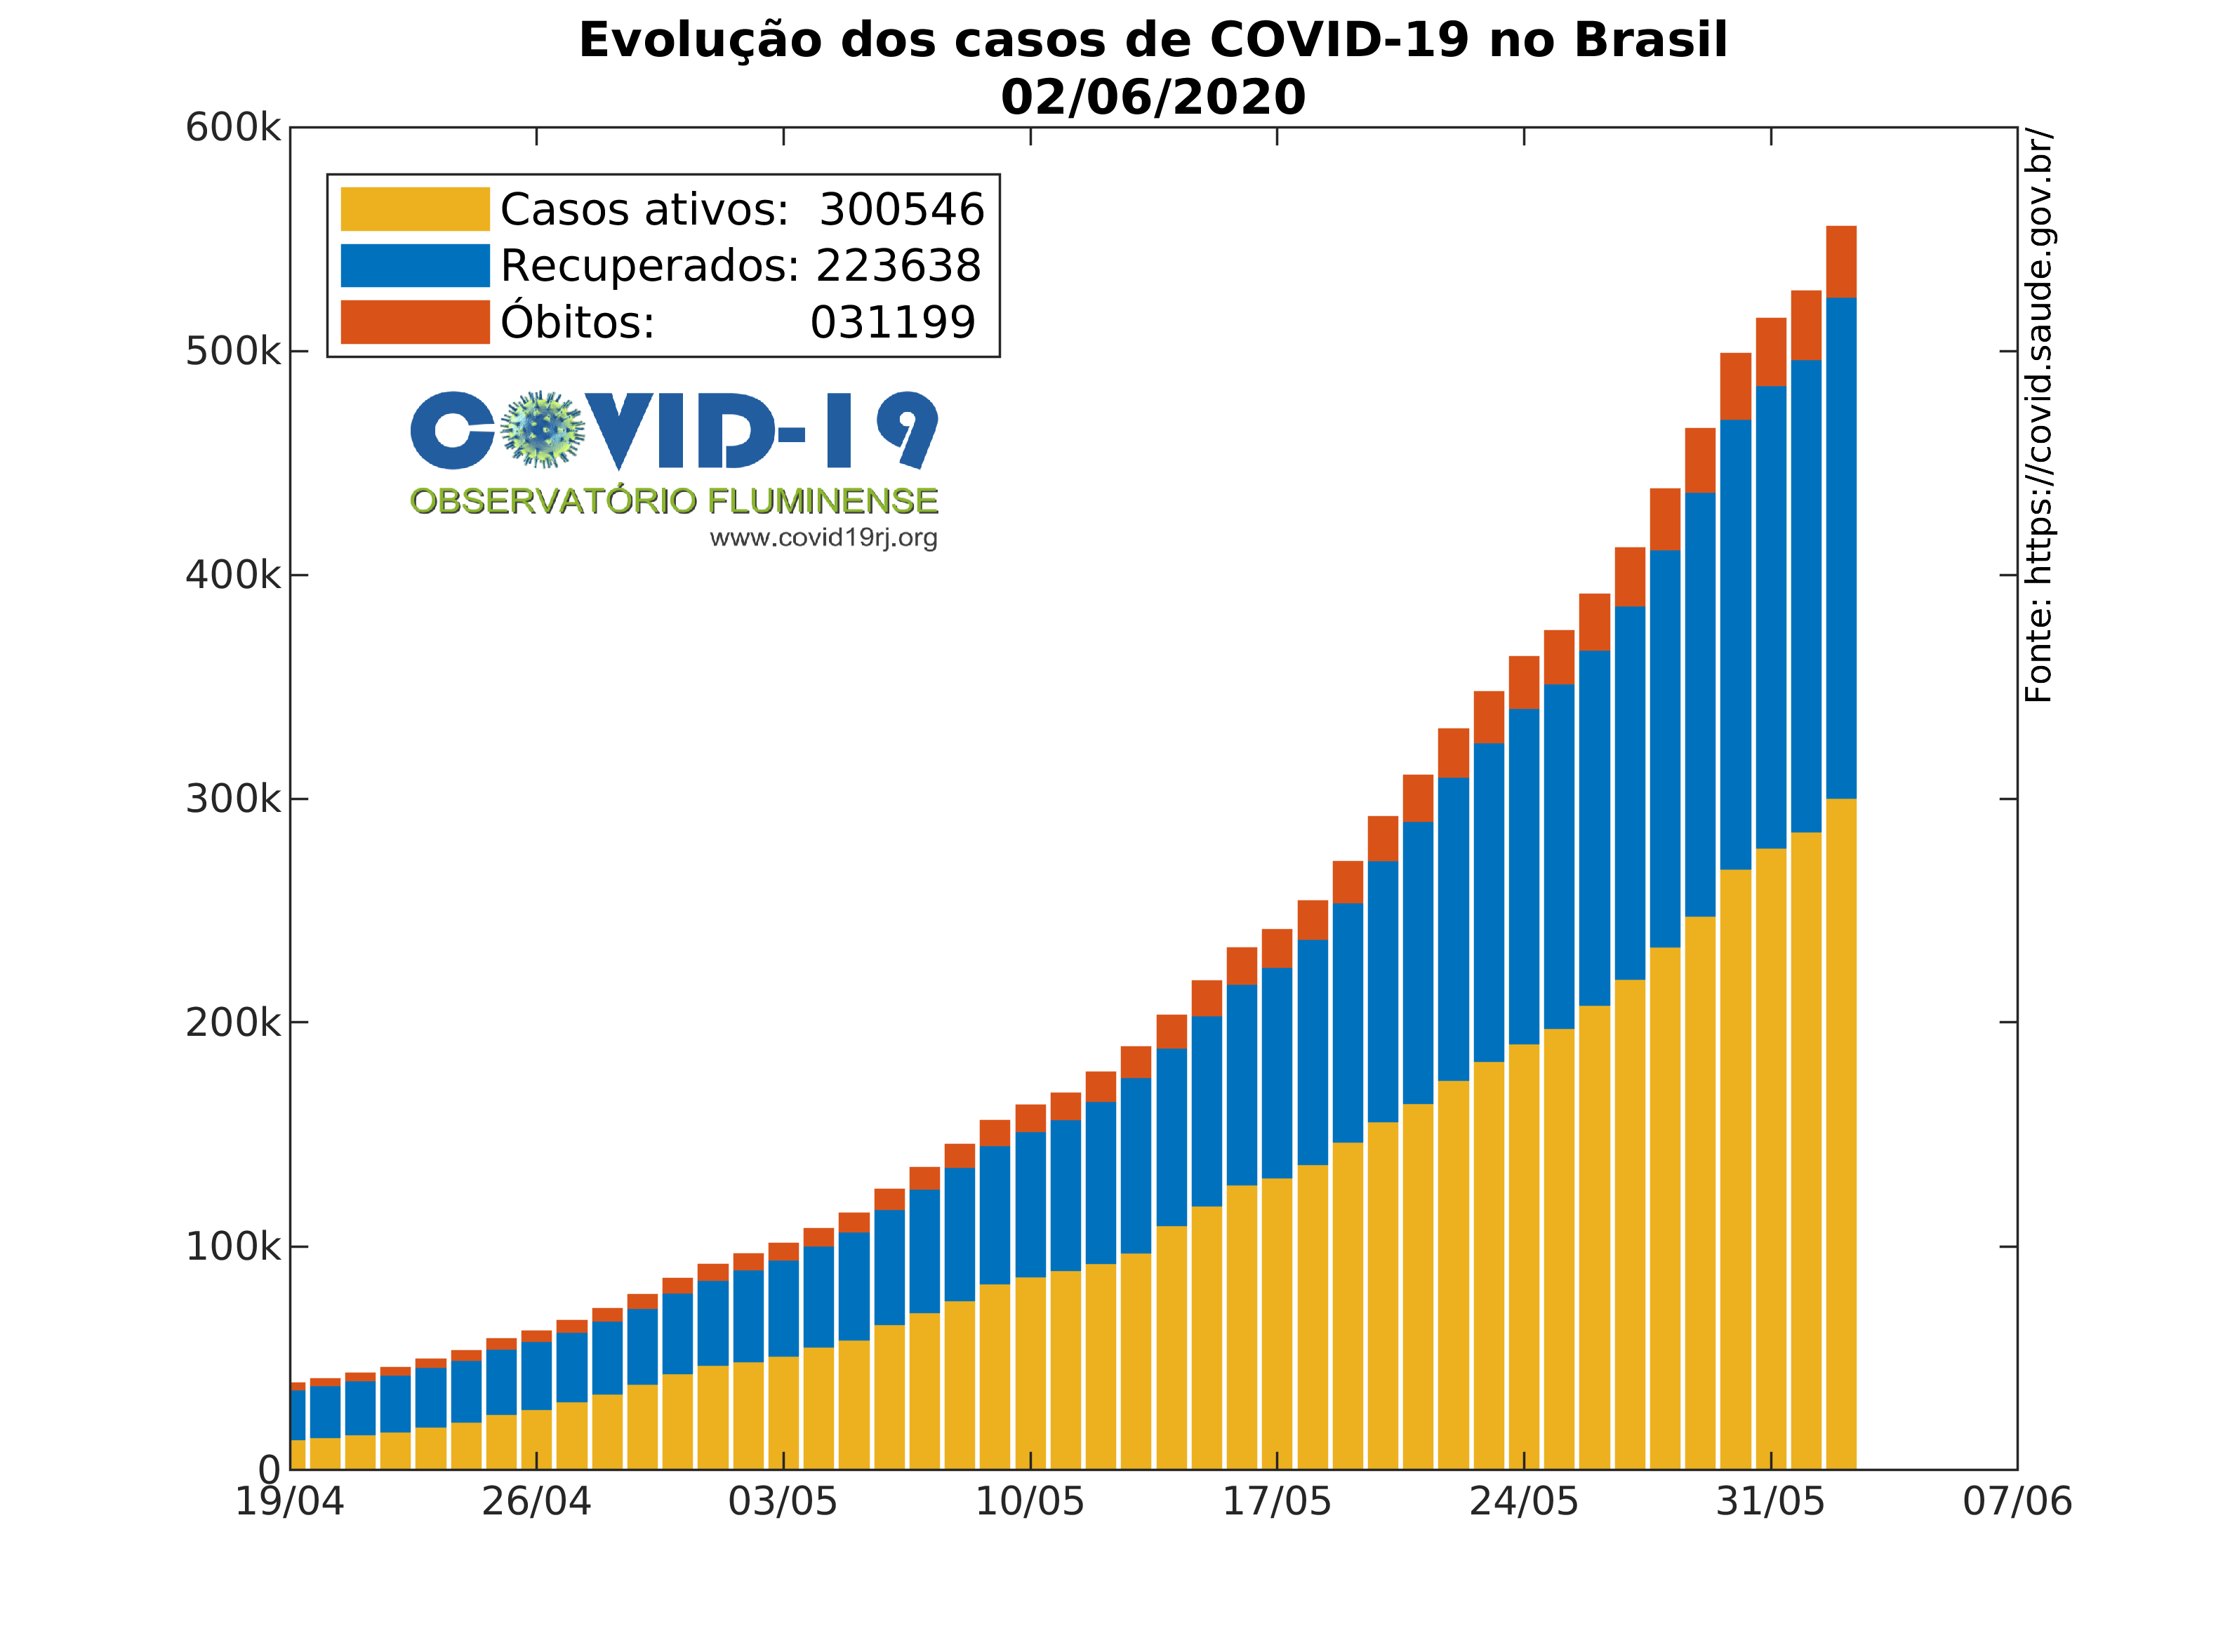 Evolução dos casos de COVID-19 no Brasil
02/06/2020
600k
500k
400k
300k
200k
100k
0
Casos ativos: 300546
Recuperados: 223638
Óbitos: 031199
COVID-19
OBSERVATÓRIO FLUMINENSE
www.covid19rj.org
Fonte: https://covid.saude.gov.br/
19/04 26/04 03/05 10/05 17/05 24/05 31/05 07/06